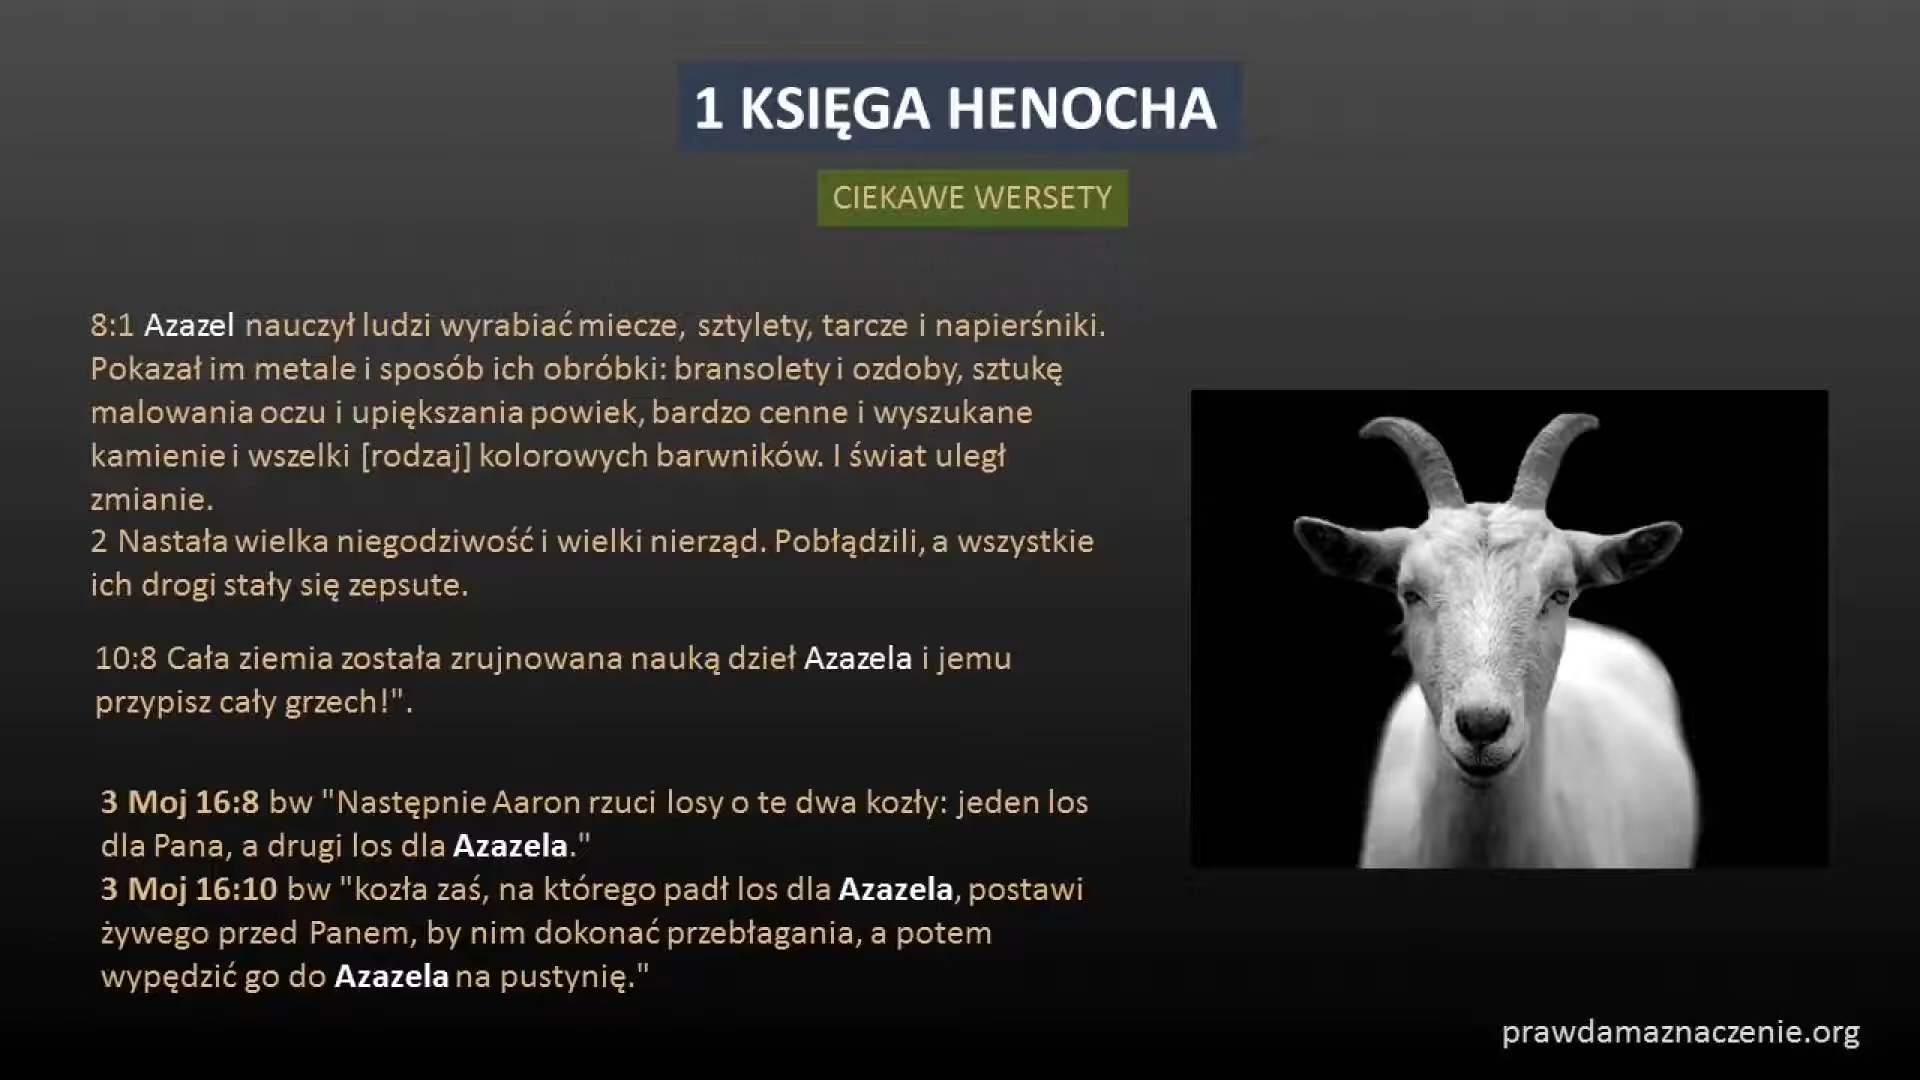 1 KSIĘGA HENOCHA
CIEKAWE WERSETY
8:1 Azazel nauczył ludzi wyrabiać miecze, sztylety, tarcze i napierśniki.
Pokazał im metale i sposób ich obróbki: bransolety i ozdoby, sztukę
malowania oczu i upiększania powiek, bardzo cenne i wyszukane
kamienie i wszelki [rodzaj] kolorowych barwników. I świat uległ
zmianie.
2 Nastała wielka niegodziwość i wielki nierząd. Pobłądzili, a wszystkie
ich drogi stały się zepsute.
10:8 Cała ziemia została zrujnowana nauką dzieł Azazela i jemu
przypisz cały grzech!".
3 Moj 16:8 bw "Następnie Aaron rzuci losy o te dwa kozły: jeden los
dla Pana, a drugi los dla Azazela."
3 Moj 16:10 bw "kozła zaś, na którego padł los dla Azazela, postawi
żywego przed Panem, by nim dokonać przebłagania, a potem
wypędzić go do Azazela na pustynię."
prawdamaznaczenie.org